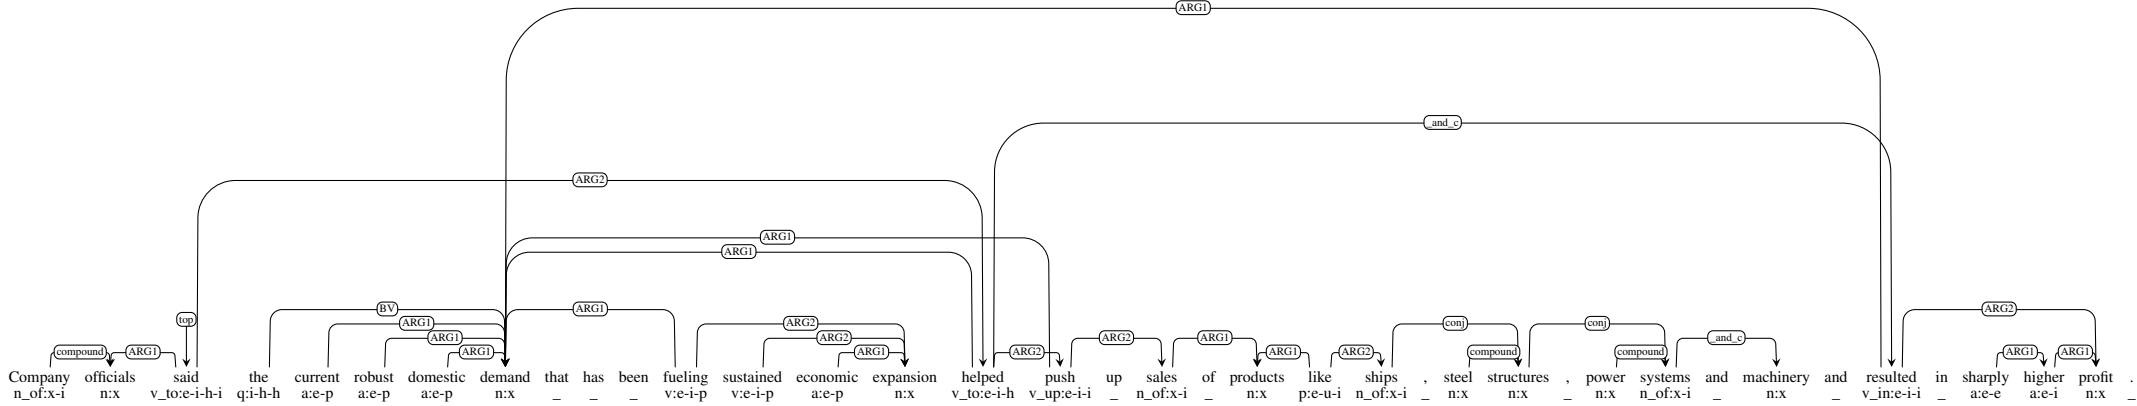 ARG1
_and_c
ARG2
ARG1
ARG1
BV ARG1 ARG2
top ARG1 ARG2 conj conj
ARG1 ARG2 ARG2 ARG1 _and_c
compound ARG1 ARG1 ARG1 ARG2 ARG1 ARG2 compound compound ARG1 ARG1
Company officials said the current robust domestic demand that has been fueling sustained economic expansion helped push up sales of products like ships , steel structures , power systems and machinery and resulted in sharply higher profit .
n_of:x-i n:x v_to:e-i-h-i q:i-h-h a:e-p a:e-p a:e-p n:x _ _ _ v:e-i-p v:e-i-p a:e-p n:x v_to:e-i-h v_up:e-i-i _ n_of:x-i _ n:x p:e-u-i n_of:x-i _ n:x n:x _ n:x n_of:x-i _ n:x _ v_in:e-i-i _ a:e-e a:e-i n:x _